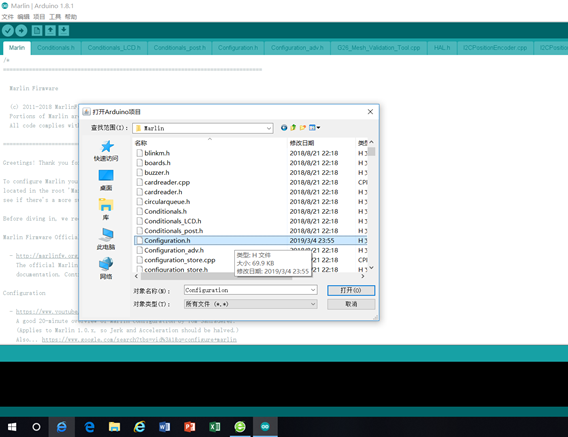 Marlin | Arduino 1.8.1
文件 编辑 项目 工具 帮助
Marlin Conditionals.h Conditionals_LCD.h Conditionals_post.h Configuration.h Configuration_adv.h G26_Mesh_Validation_Tool.cpp HAL.h I2CPositionEncoder.cpp I2CPosition
/*
Marlin Firmware
(c) 2011-2018 MarlinF
Portions of Marlin ar
All code complies wit
Greetings! Thank you fo
To configure Marlin you
located in the root 'Ma
see if there's a more r
Before diving in, we re
Marlin Firmware Offici
- http://marlinfw.org
The official Marlin
documentation, Cont
Configuration
- https://www.youtub
A good 20-minute overview of Marlin configuration by Tom Sanladerer.
(Applies to Marlin 1.0.x, so Jerk and Acceleration should be halved.)
Also... https://www.google.com/search?tbs=vid%3A1&q=configure+marlin
打开Arduino项目
查找范围(I): Marlin
快速访问
桌面
库
此电脑
网络
名称 修改日期 类型
blinkm.h 2018/8/21 22:18 H 文
boards.h 2018/8/21 22:18 H 文
buzzer.h 2018/8/21 22:18 H 文
cardreader.cpp 2018/8/21 22:18 CPI
cardreader.h 2018/8/21 22:18 H 文
circularqueue.h 2018/8/21 22:18 H 文
Conditionals.h 2018/8/21 22:18 H 文
Conditionals_LCD.h 2018/8/21 22:18 H 文
Conditionals_post.h 2018/8/21 22:18 H 文
Configuration.h 2019/3/4 23:55 H 文
Configuration_adv.h 2018/8/21 22:18 H 文
configuration_store.cpp 22:18 CPI
configuration_store.h 22:18 H 文
类型: H 文件
大小: 69.9 KB
修改日期: 2019/3/4 23:55
对象名称(N): Configuration 打开(O)
对象类型(T): 所有文件 (*.*) 取消